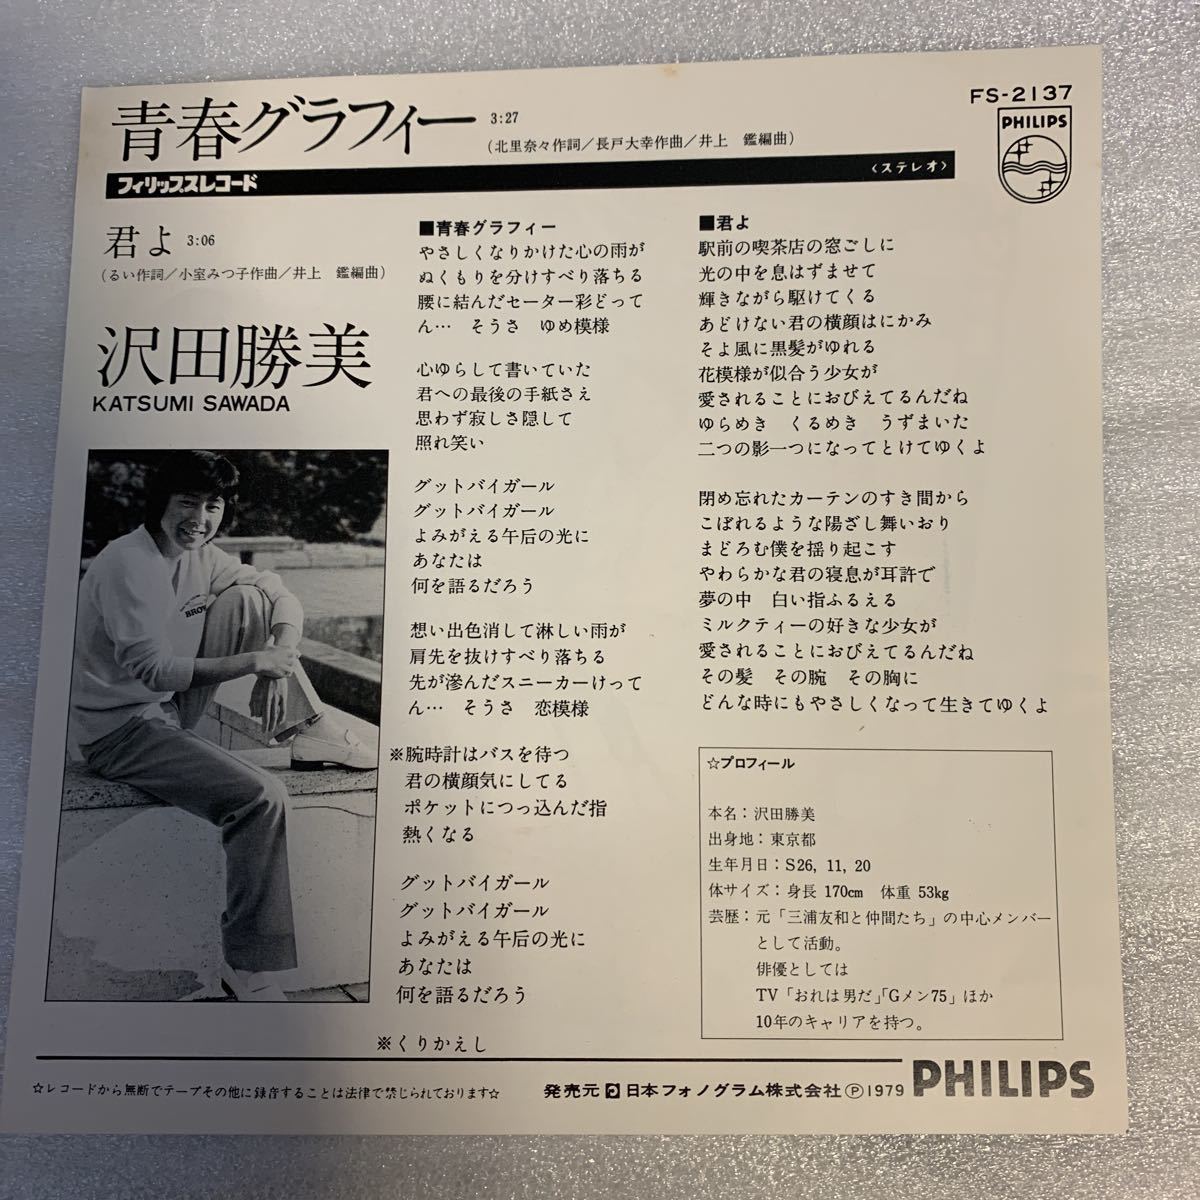 青春グラフィー 3:27
(北里奈々作詞/長戸大幸作曲/井上 鑑編曲)
FS-2137
PHILIPS
フィリップスレコード
〈ステレオ〉
君よ 3:06
(るい作詞/小室みつ子作曲/井上 鑑編曲)
沢田勝美
KATSUMI SAWADA
BROW
■青春グラフィー
やさしくなりかけた心の雨が
ぬくもりを分けすべり落ちる
腰に結んだセーター彩どって
ん… そうさ ゆめ模様
心ゆらして書いていた
君への最後の手紙さえ
思わず寂しさ隠して
照れ笑い
グットバイガール
グットバイガール
よみがえる午后の光に
あなたは
何を語るだろう
想い出色消して淋しい雨が
肩先を抜けすべり落ちる
先が滲んだスニーカーけって
ん… そうさ 恋模様
※腕時計はバスを待つ
君の横顔気にしてる
ポケットにつっ込んだ指
熱くなる
グットバイガール
グットバイガール
よみがえる午后の光に
あなたは
何を語るだろう
※くりかえし
■君よ
駅前の喫茶店の窓ごしに
光の中を息はずませて
輝きながら駆けてくる
あどけない君の横顔はにかみ
そよ風に黒髪がゆれる
花模様が似合う少女が
愛されることにおびえてるんだね
ゆらめき くるめき うずまいた
二つの影一つになってとけてゆくよ
閉め忘れたカーテンのすき間から
こぼれるような陽ざし舞いおり
まどろむ僕を揺り起こす
やわらかな君の寝息が耳許で
夢の中 白い指ふるえる
ミルクティーの好きな少女が
愛されることにおびえてるんだね
その髪 その腕 その胸に
どんな時にもやさしくなって生きてゆくよ
☆プロフィール
本名:沢田勝美
出身地:東京都
生年月日:S26, 11, 20
体サイズ:身長 170cm 体重 53kg
芸歴:元「三浦友和と仲間たち」の中心メンバー
として活動。
俳優としては
TV「おれは男だ」「Gメン75」ほか
10年のキャリアを持つ。
☆レコードから無断でテープその他に録音することは法律で禁じられております☆
発売元 日本フォノグラム株式会社Ⓟ1979 PHILIPS